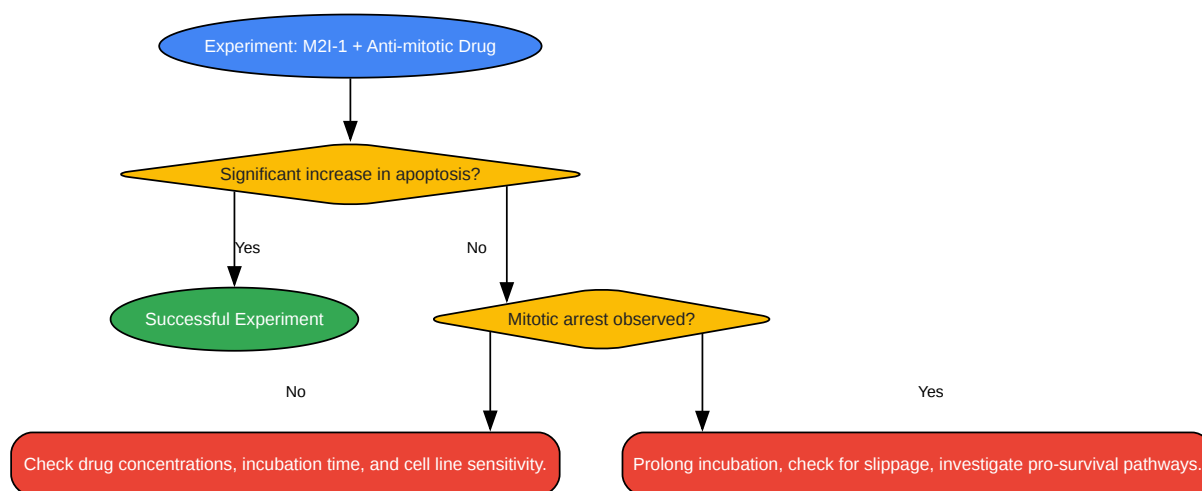 Experiment: M2I-1 + Anti-mitotic Drug
Significant increase in apoptosis?
Yes
No
Successful Experiment
Mitotic arrest observed?
No
Yes
Check drug concentrations, incubation time, and cell line sensitivity.
Prolong incubation, check for slippage, investigate pro-survival pathways.